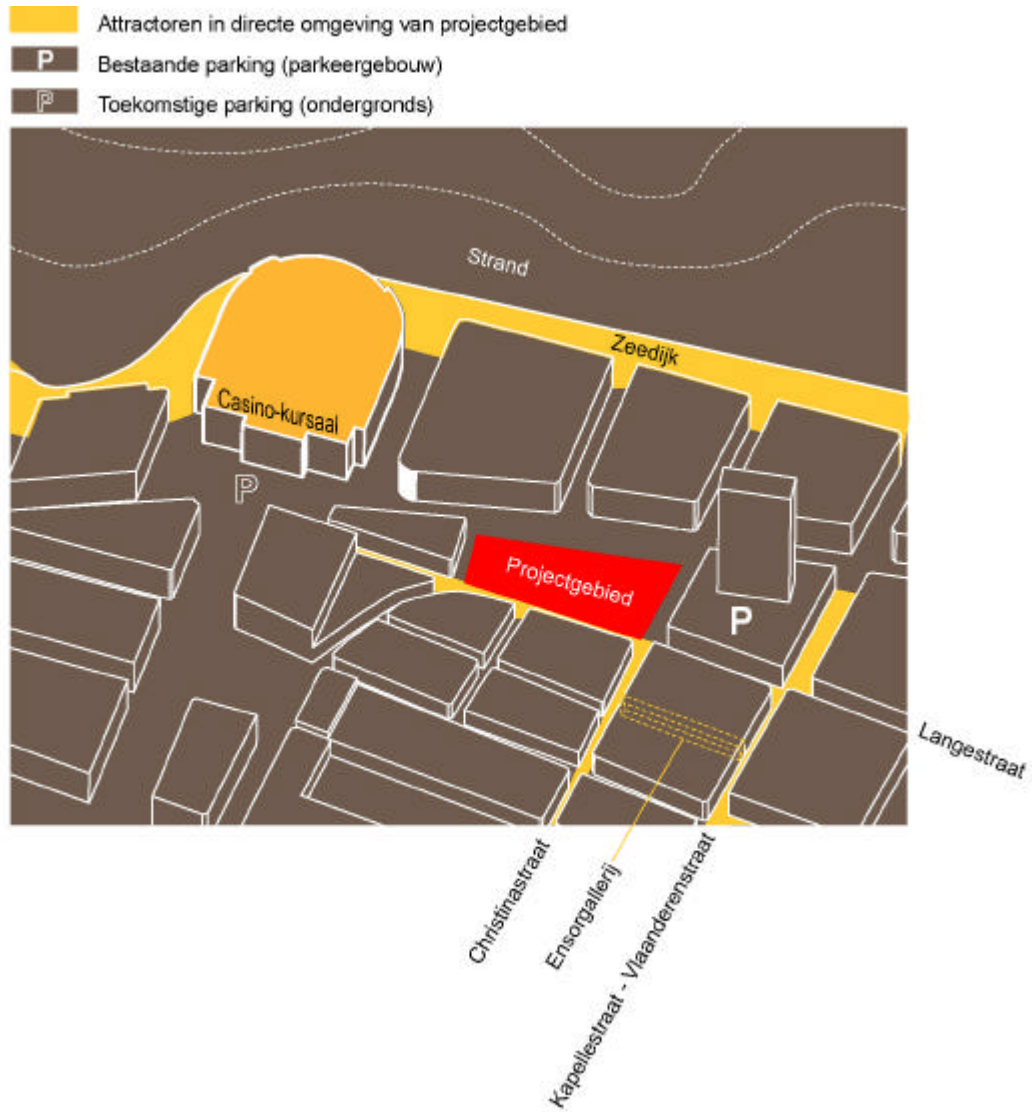 Attractoren in directe omgeving van projectgebied
P Bestaande parking (parkeergebouw)
P Toekomstige parking (ondergronds)
Strand
Zeedijk
Casino-kursaal
P
Projectgebied
P
Langestraat
Christinastraat
Ensorgallerij
Kapellestraat - Vlaanderenstraat